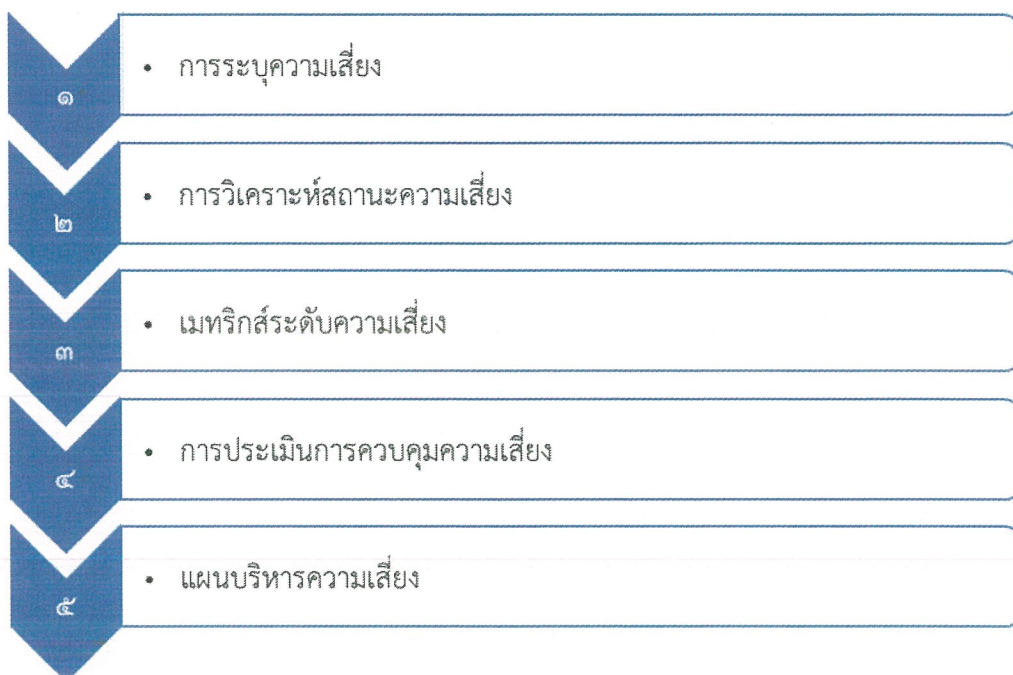 ๑
• การระบุความเสี่ยง
๒
• การวิเคราะห์สถานะความเสี่ยง
๓
• เมทริกส์ระดับความเสี่ยง
๔
• การประเมินการควบคุมความเสี่ยง
๕
• แผนบริหารความเสี่ยง